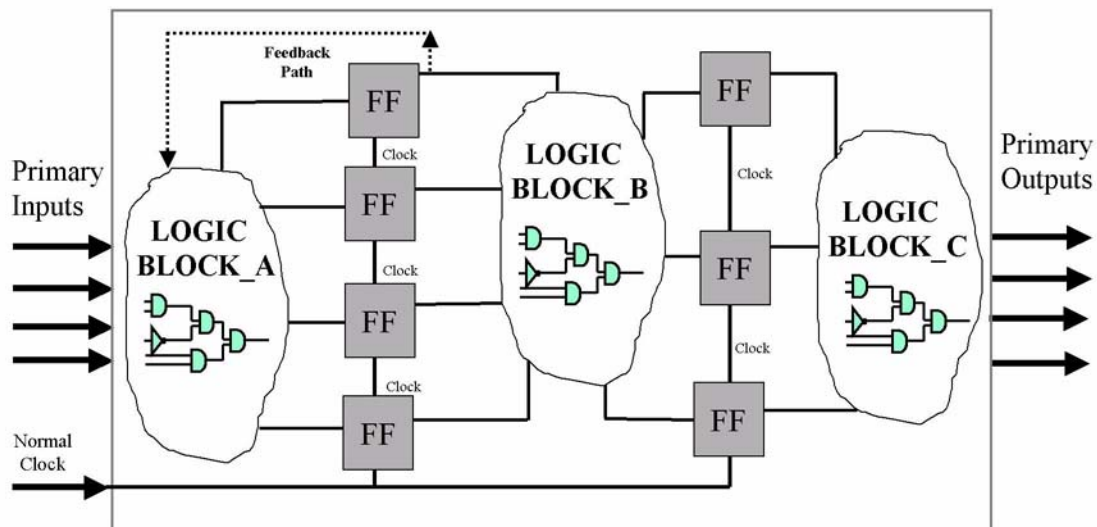 Feedback
Path
FF
FF
Clock
Primary
Inputs
FF
LOGIC
BLOCK_B
Clock
Primary
Outputs
LOGIC
BLOCK_A
LOGIC
BLOCK_C
Clock
FF
FF
Clock
Clock
FF
FF
Normal
Clock